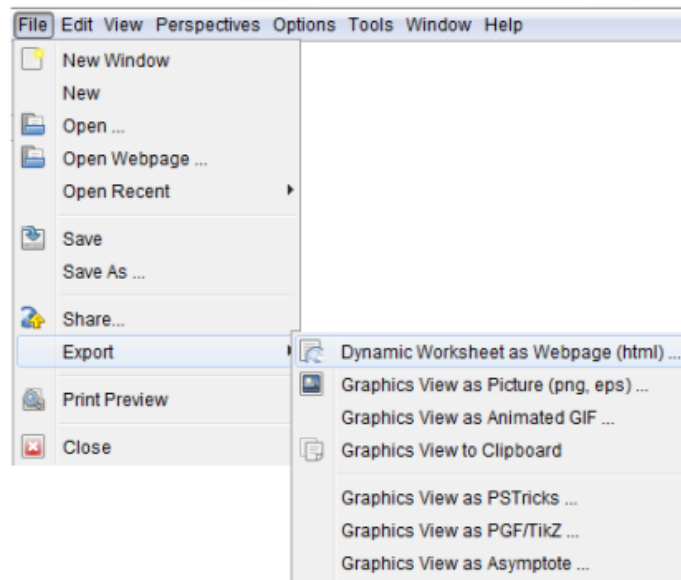 File Edit View Perspectives Options Tools Window Help
New Window
New
Open ...
Open Webpage ...
Open Recent
Save
Save As ...
Share...
Export
Print Preview
Close
Dynamic Worksheet as Webpage (html) ...
Graphics View as Picture (png, eps) ...
Graphics View as Animated GIF ...
Graphics View to Clipboard
Graphics View as PSTricks ...
Graphics View as PGF/TikZ ...
Graphics View as Asymptote ...